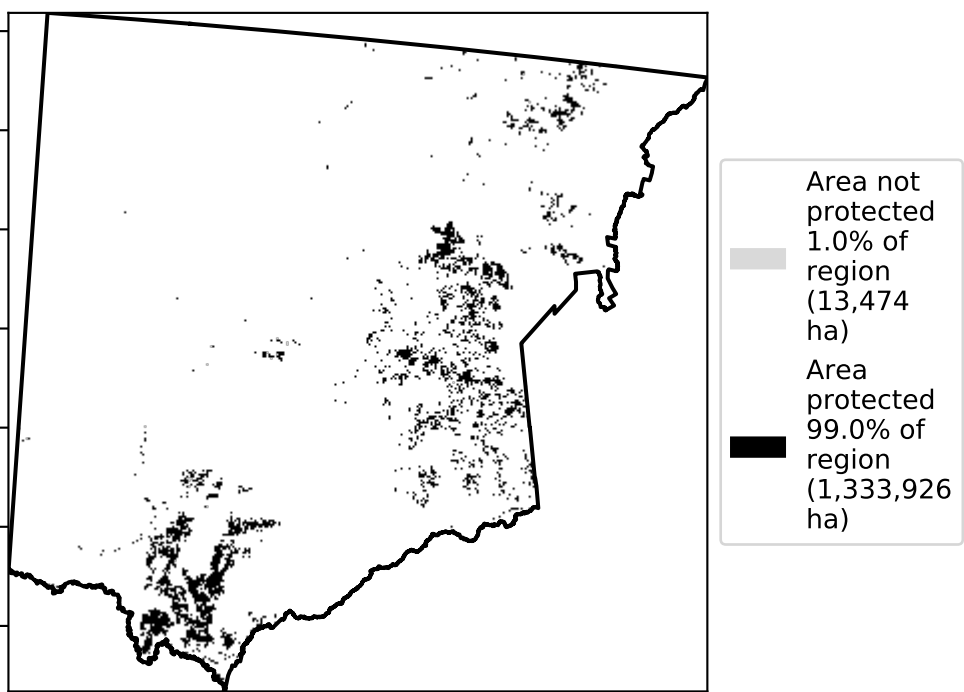 Area not
protected
1.0% of
region
(13,474
ha)
Area
protected
99.0% of
region
(1,333,926
ha)